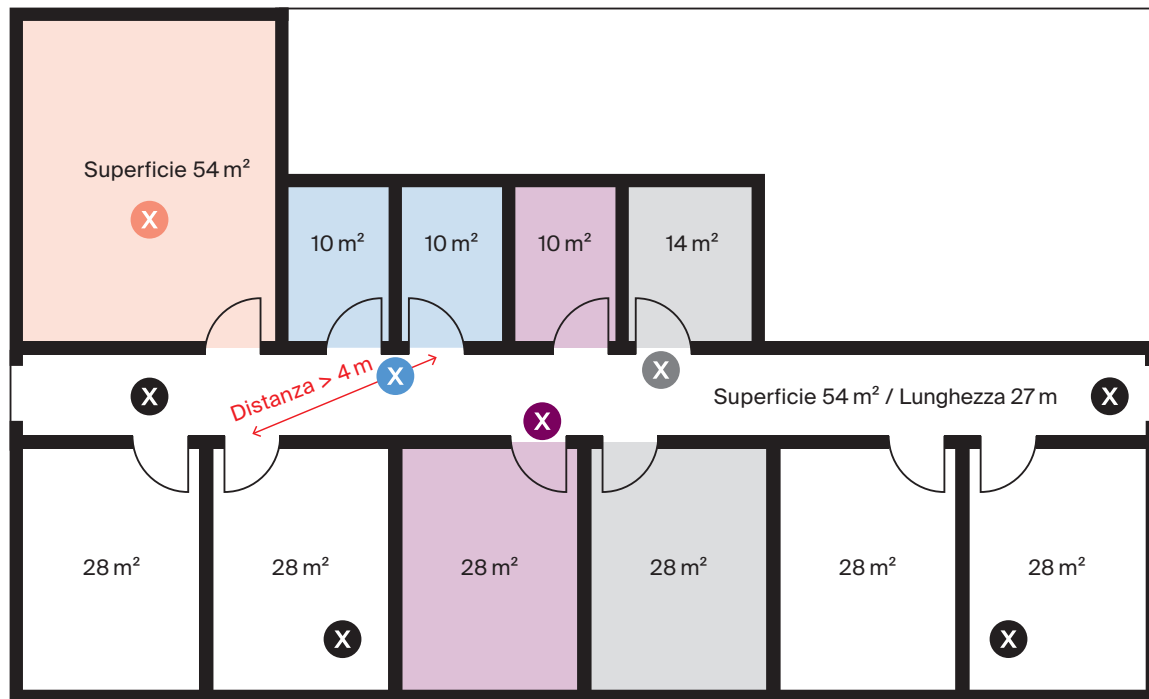 Superficie 54 m²
X
10 m²
10 m²
10 m²
14 m²
Distanza > 4 m
X
X
X
X
Superficie 54 m² / Lunghezza 27 m
X
X
28 m²
28 m²
28 m²
28 m²
28 m²
28 m²
X
X